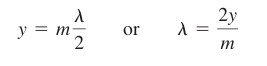 y = m λ/2 or λ = 2y/m